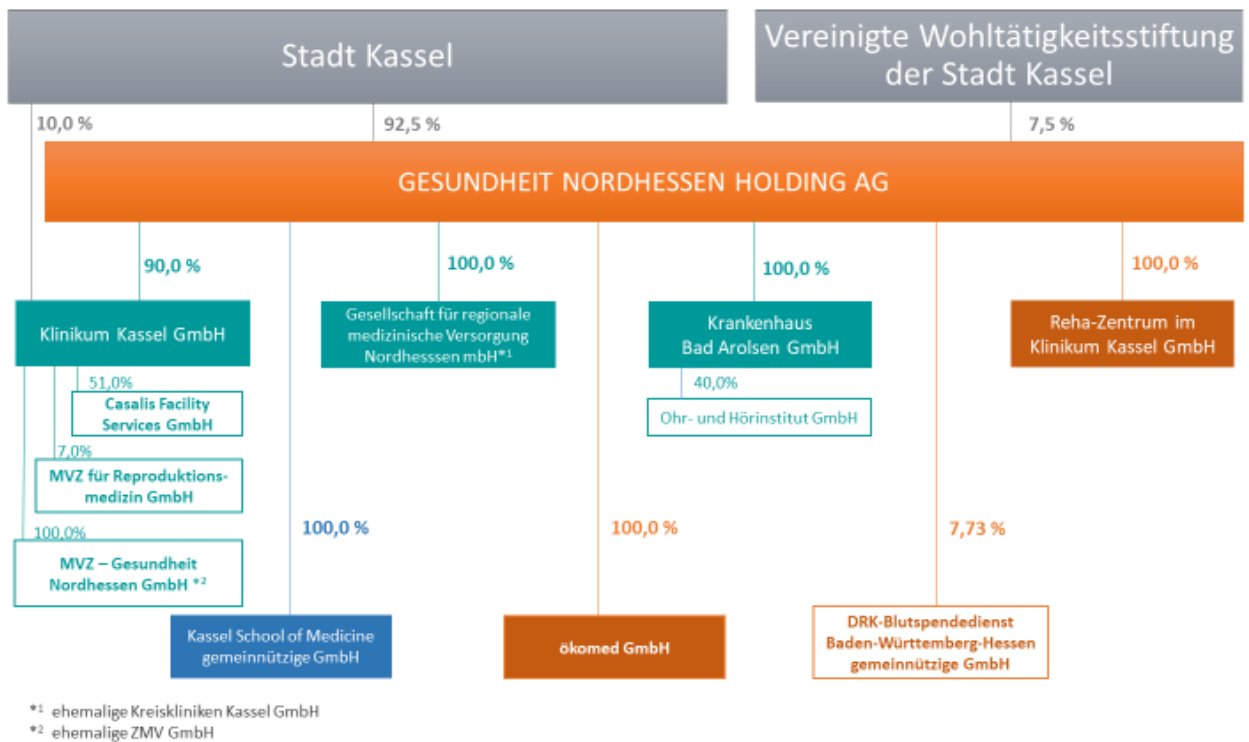 Stadt Kassel
Vereinigte Wohltätigkeitsstiftung
der Stadt Kassel
10,0 %
92,5 %
7,5 %
GESUNDHEIT NORDHESSEN HOLDING AG
90,0 %
100,0 %
100,0 %
100,0 %
Klinikum Kassel GmbH
Gesellschaft für regionale
medizinische Versorgung
Nordhesssen mbH*1
Krankenhaus
Bad Arolsen GmbH
Reha-Zentrum im
Klinikum Kassel GmbH
51,0%
Casalis Facility
Services GmbH
40,0%
Ohr- und Hörinstitut GmbH
7,0%
MVZ für Reproduktions-
medizin GmbH
100,0%
MVZ – Gesundheit
Nordhessen GmbH *2
100,0 %
100,0 %
7,73 %
Kassel School of Medicine
gemeinnützige GmbH
ökomed GmbH
DRK-Blutspendedienst
Baden-Württemberg-Hessen
gemeinnützige GmbH
*1 ehemalige Kreiskliniken Kassel GmbH
*2 ehemalige ZMV GmbH